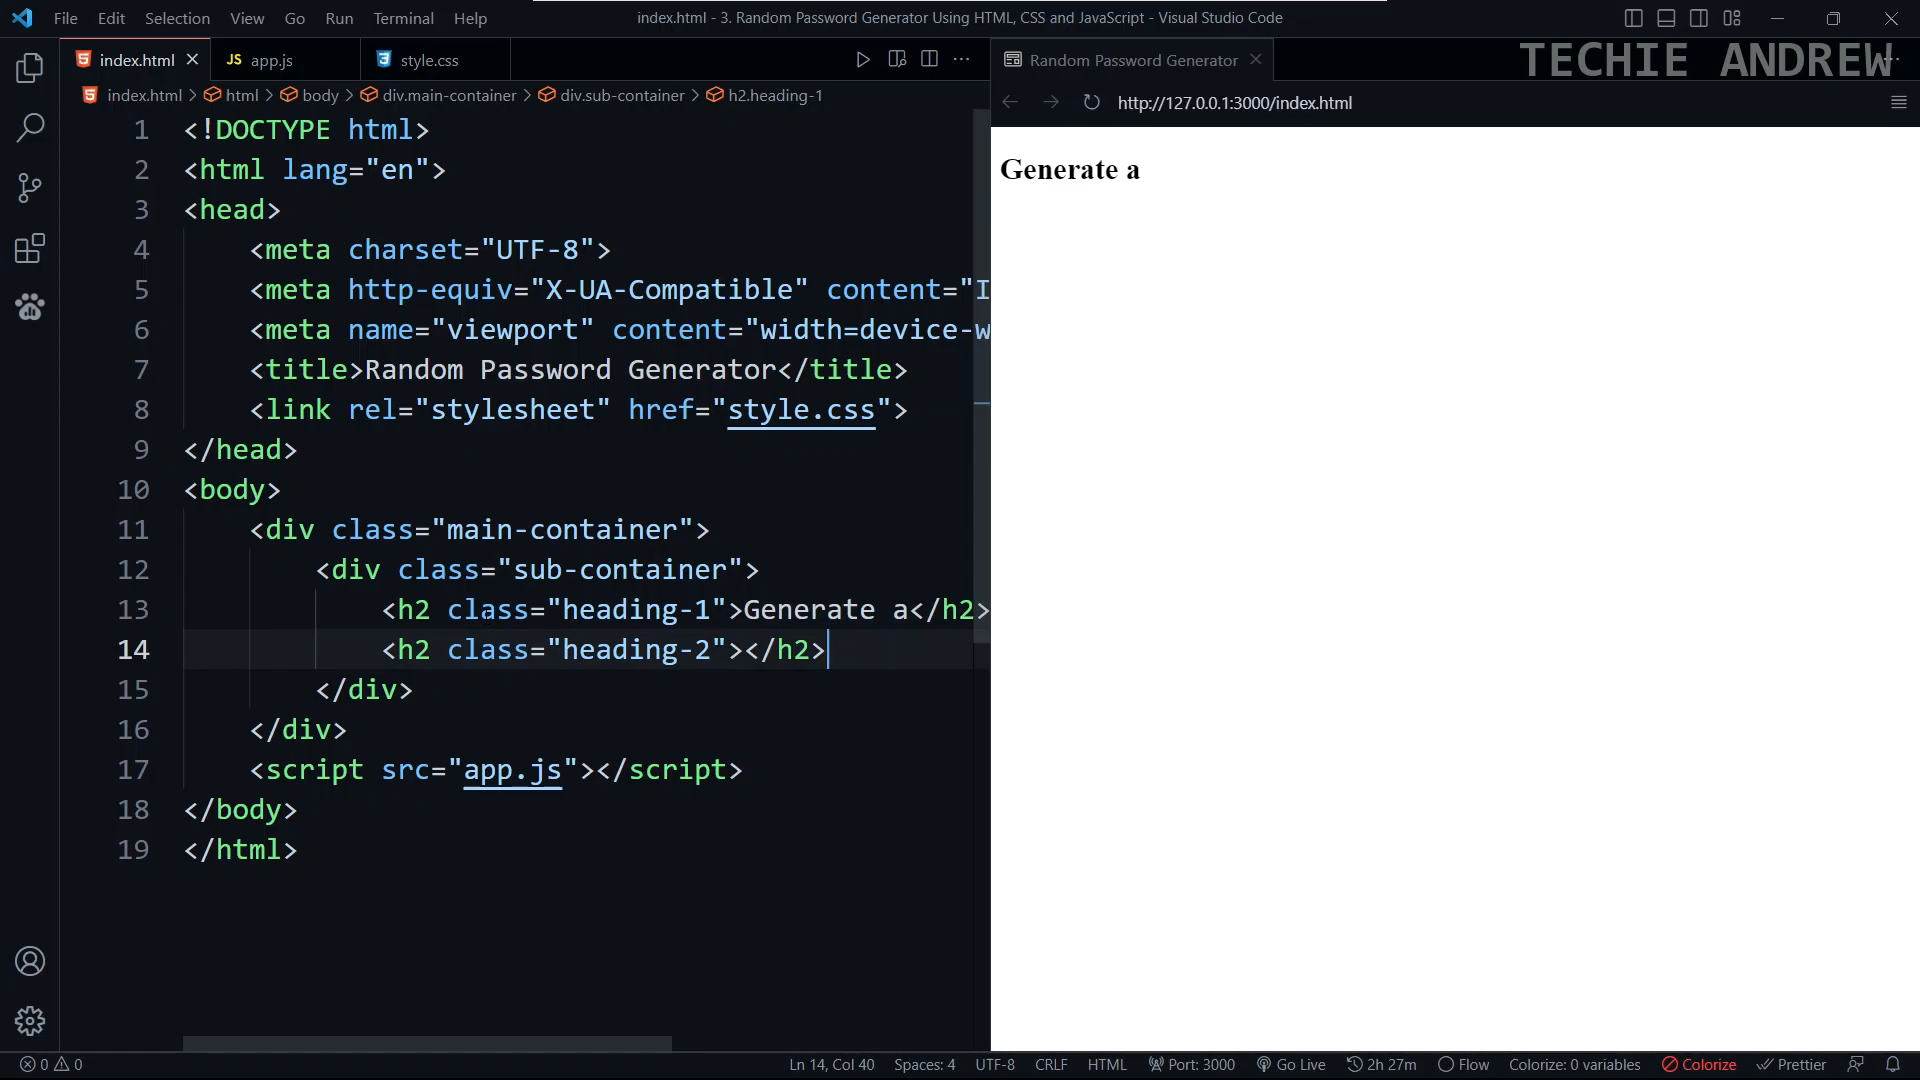 File Edit Selection View Go Run Terminal Help
index.html - 3. Random Password Generator Using HTML, CSS and JavaScript - Visual Studio Code
index.html
JS app.js
style.css
Random Password Generator
TECHIE ANDREW
index.html > html > body > div.main-container > div.sub-container > h2.heading-1
http://127.0.0.1:3000/index.html
1 <!DOCTYPE html>
2 <html lang="en">
3 <head>
4 <meta charset="UTF-8">
5 <meta http-equiv="X-UA-Compatible" content="I
6 <meta name="viewport" content="width=device-w
7 <title>Random Password Generator</title>
8 <link rel="stylesheet" href="style.css">
9 </head>
10 <body>
11 <div class="main-container">
12 <div class="sub-container">
13 <h2 class="heading-1">Generate a</h2>
14 <h2 class="heading-2"></h2>
15 </div>
16 </div>
17 <script src="app.js"></script>
18 </body>
19 </html>
Generate a
0 0
Ln 14, Col 40 Spaces: 4 UTF-8 CRLF HTML Port: 3000 Go Live 2h 27m Flow Colorize: 0 variables Colorize Prettier